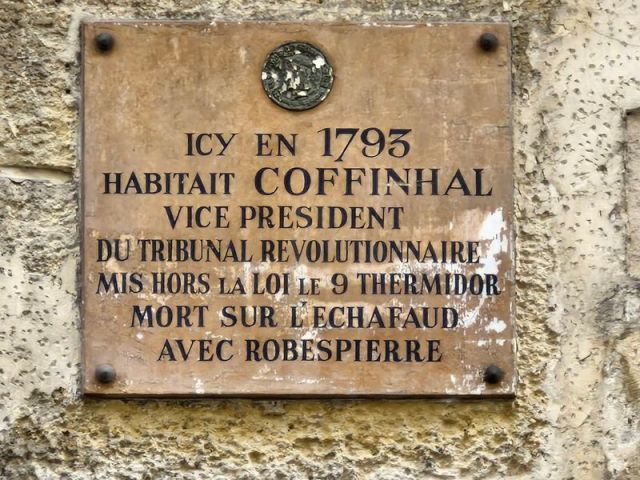 ICY EN 1793
HABITAIT COFFINHAL
VICE PRESIDENT
DU TRIBUNAL REVOLUTIONNAIRE
MIS HORS LA LOI LE 9 THERMIDOR
MORT SUR L'ECHAFAUD
AVEC ROBESPIERRE